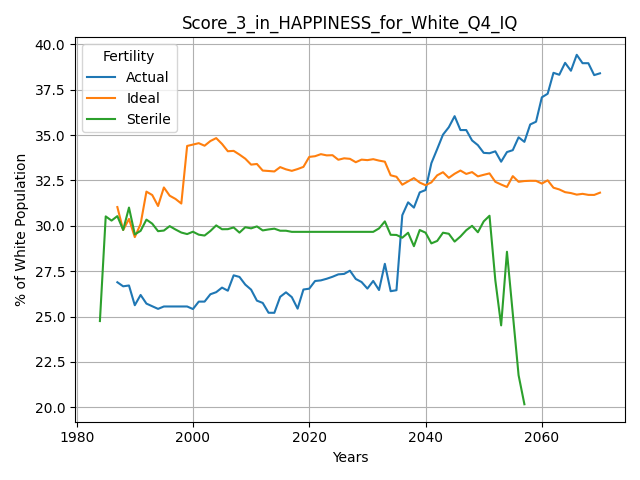 Score_3_in_HAPPINESS_for_White_Q4_IQ
40.0
37.5
35.0
32.5
30.0
27.5
25.0
22.5
20.0
% of White Population
Fertility
Actual
Ideal
Sterile
1980 2000 2020 2040 2060
Years